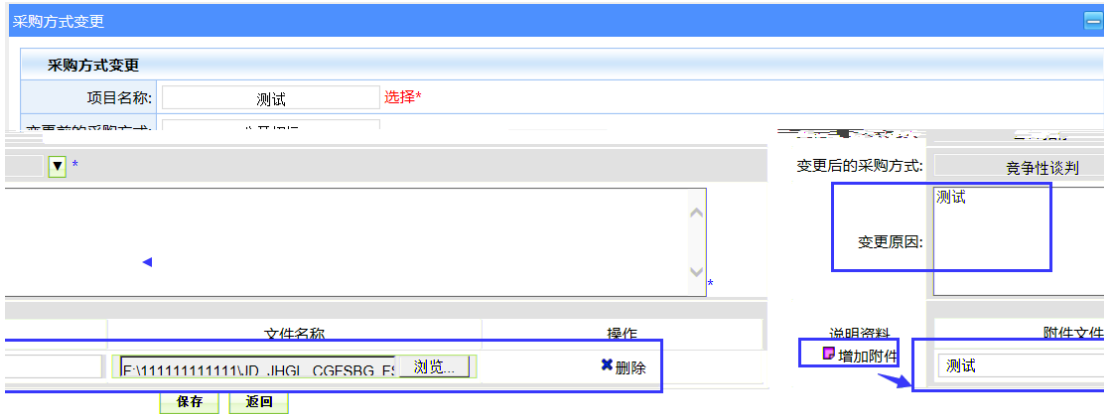 采购方式变更
采购方式变更
项目名称: 测试 选择*
▼ *
变更后的采购方式: 竞争性谈判
测试
变更原因:
*
文件名称 操作
说明资料 附件文件
增加附件
浏览... 删除
测试
保存 返回